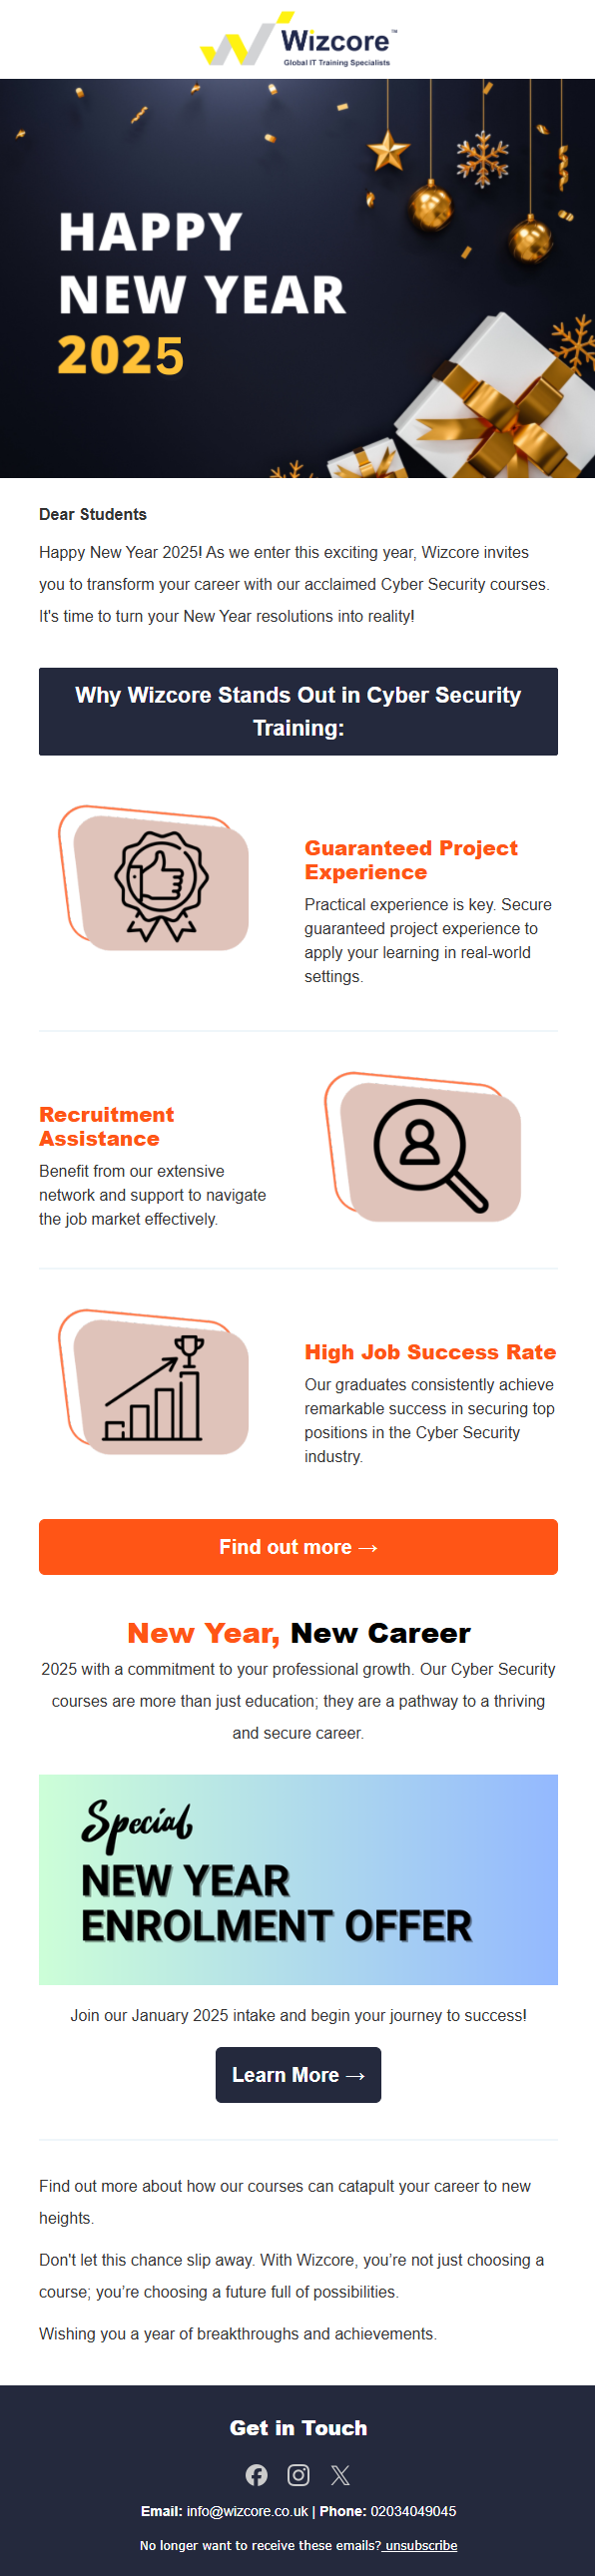 Wizcore™
Global IT Training Specialists
HAPPY
NEW YEAR
2025
Dear Students
Happy New Year 2025! As we enter this exciting year, Wizcore invites
you to transform your career with our acclaimed Cyber Security courses.
It's time to turn your New Year resolutions into reality!
Why Wizcore Stands Out in Cyber Security
Training:
Guaranteed Project
Experience
Practical experience is key. Secure
guaranteed project experience to
apply your learning in real-world
settings.
Recruitment
Assistance
Benefit from our extensive
network and support to navigate
the job market effectively.
High Job Success Rate
Our graduates consistently achieve
remarkable success in securing top
positions in the Cyber Security
industry.
Find out more →
New Year, New Career
2025 with a commitment to your professional growth. Our Cyber Security
courses are more than just education; they are a pathway to a thriving
and secure career.
Special
NEW YEAR
ENROLMENT OFFER
Join our January 2025 intake and begin your journey to success!
Learn More →
Find out more about how our courses can catapult your career to new
heights.
Don't let this chance slip away. With Wizcore, you’re not just choosing a
course; you’re choosing a future full of possibilities.
Wishing you a year of breakthroughs and achievements.
Get in Touch
Email: info@wizcore.co.uk | Phone: 02034049045
No longer want to receive these emails? unsubscribe